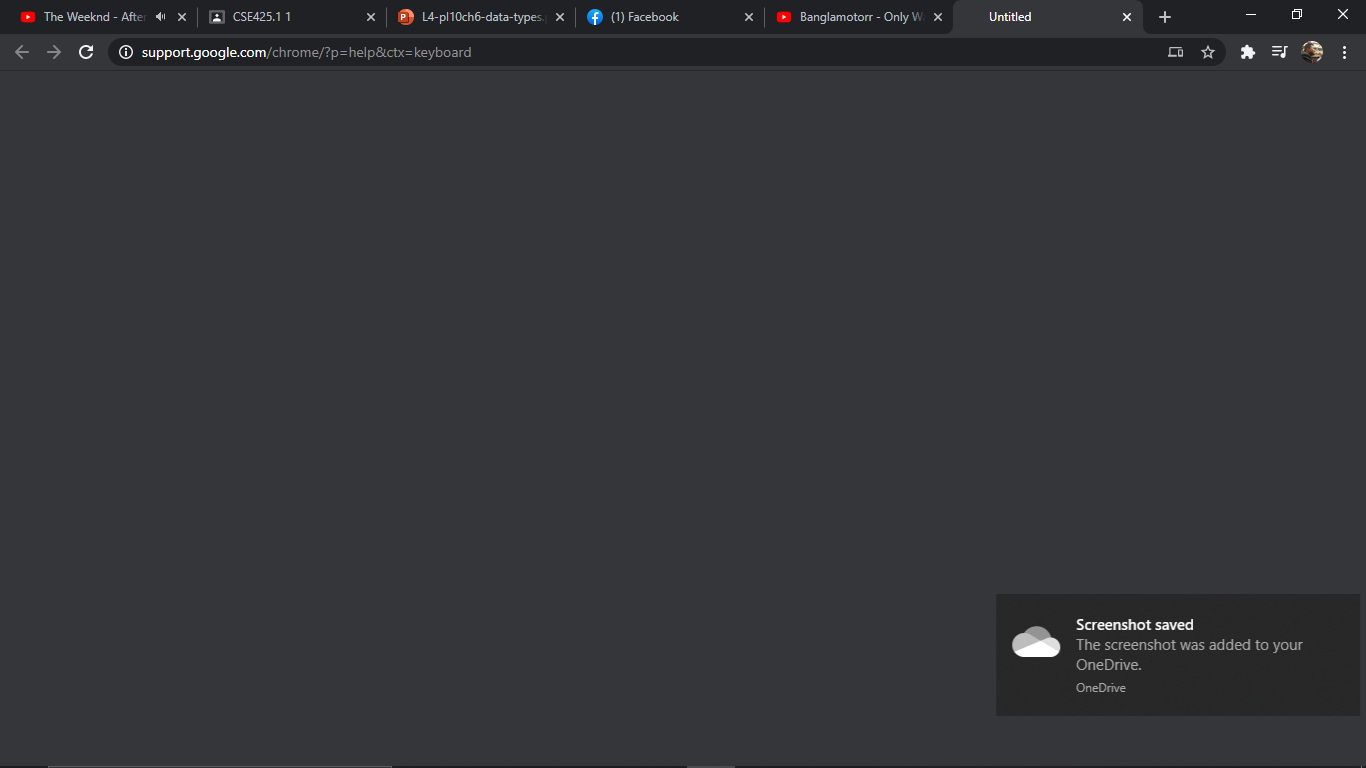 The Weeknd - After
CSE425.1 1
L4-pl10ch6-data-types.
(1) Facebook
Banglamotorr - Only Wa
Untitled
support.google.com/chrome/?p=help&ctx=keyboard
Screenshot saved
The screenshot was added to your
OneDrive.
OneDrive